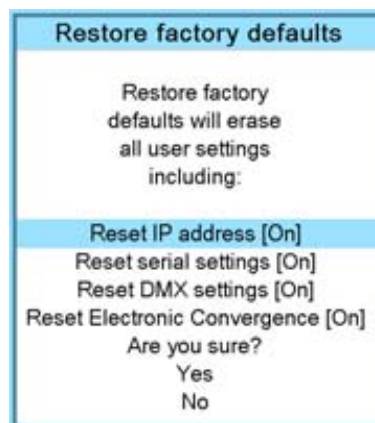 Restore factory defaults
Restore factory
defaults will erase
all user settings
including:
Reset IP address [On]
Reset serial settings [On]
Reset DMX settings [On]
Reset Electronic Convergence [On]
Are you sure?
Yes
No